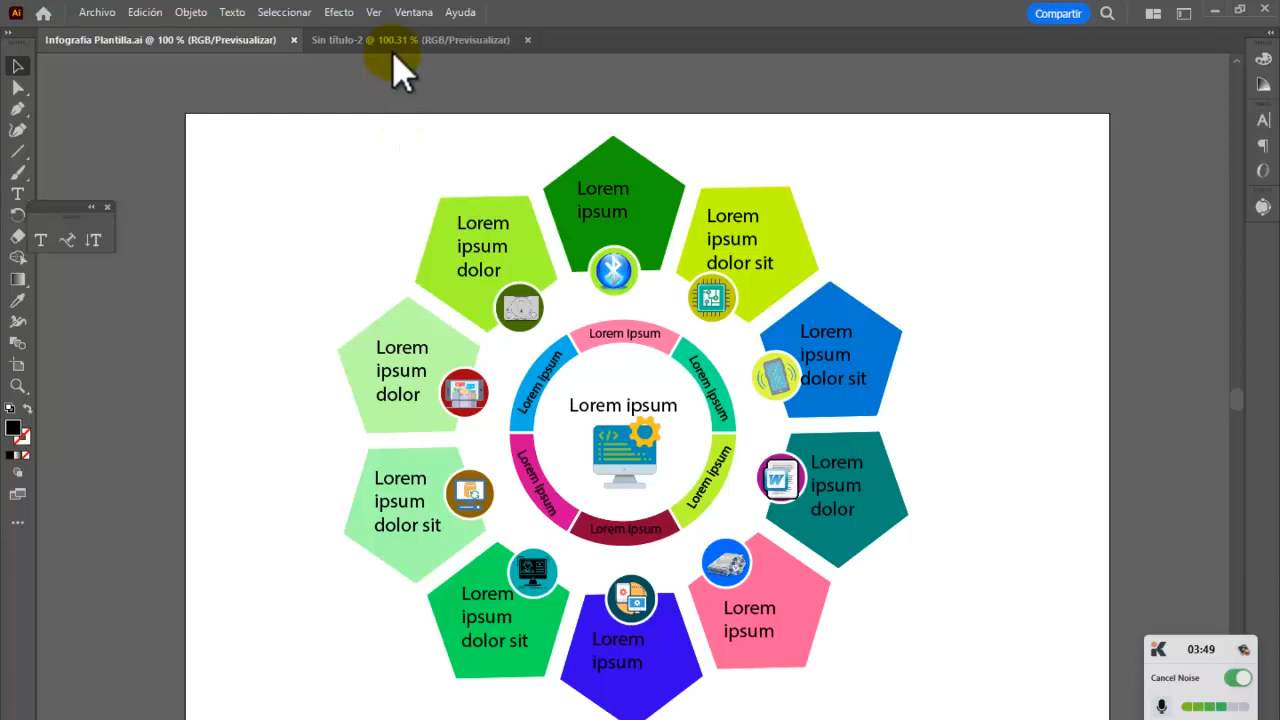 Ai
Archivo Edición Objeto Texto Seleccionar Efecto Ver Ventana Ayuda
Compartir
Infografia Plantilla.ai @ 100 % (RGB/Previsualizar) ×
Sin título-2 @ 100.31 % (RGB/Previsualizar) ×
Lorem
ipsum
Lorem
ipsum
dolor
Lorem
ipsum
dolor sit
Lorem
ipsum
dolor
Lorem
ipsum
dolor sit
Lorem ipsum
Lorem ipsum
Lorem ipsum
Lorem ipsum
Lorem ipsum
Lorem ipsum
Lorem ipsum
Lorem
ipsum
dolor sit
Lorem
ipsum
dolor
W
Lorem
ipsum
dolor sit
Lorem
ipsum
Lorem
ipsum
03:49
Cancel Noise